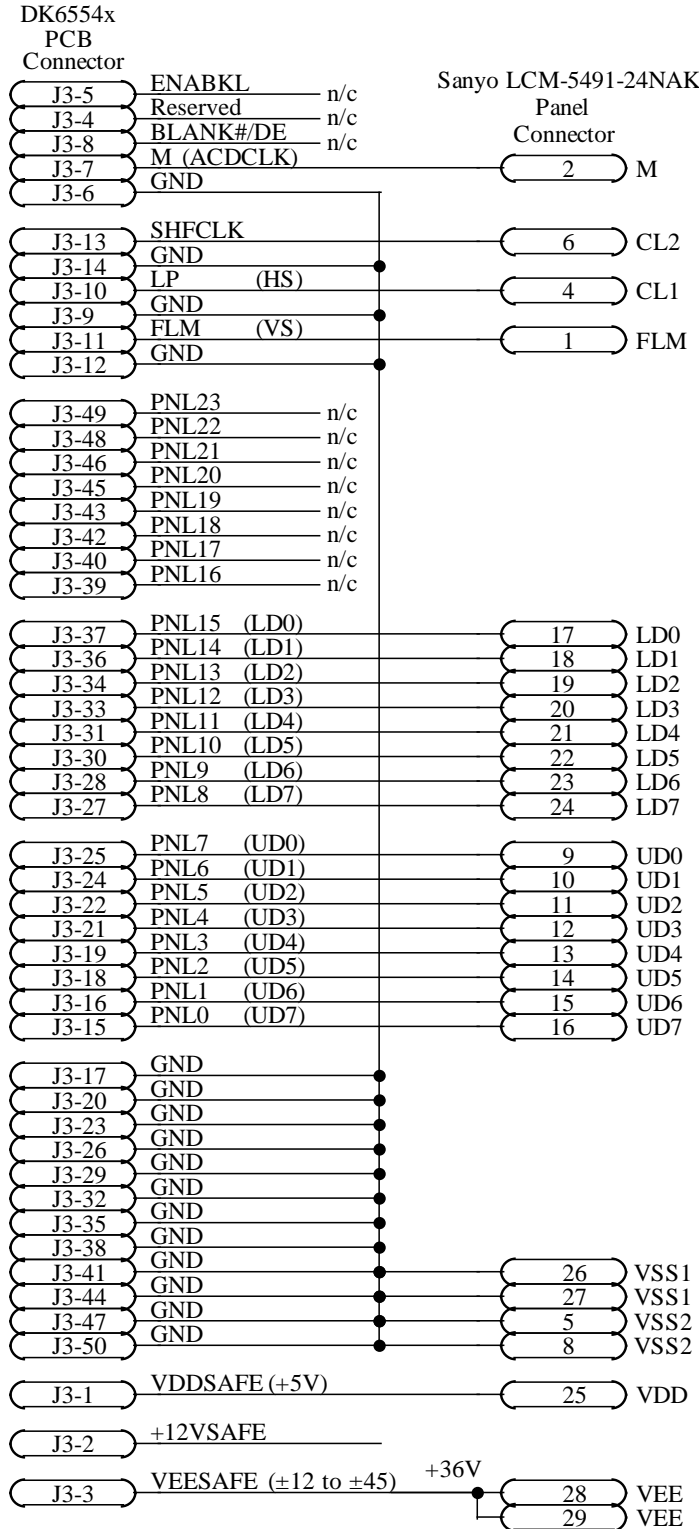 DK6554x
PCB
Connector
Sanyo LCM-5491-24NAK
Panel
Connector
J3-5 ENABKL n/c
J3-4 Reserved n/c
J3-8 BLANK#/DE n/c
J3-7 M (ACDCLK) 2 M
J3-6 GND
J3-13 SHFCLK 6 CL2
J3-14 GND
J3-10 LP (HS) 4 CL1
J3-9 GND
J3-11 FLM (VS) 1 FLM
J3-12 GND
J3-49 PNL23 n/c
J3-48 PNL22 n/c
J3-46 PNL21 n/c
J3-45 PNL20 n/c
J3-43 PNL19 n/c
J3-42 PNL18 n/c
J3-40 PNL17 n/c
J3-39 PNL16 n/c
J3-37 PNL15 (LD0) 17 LD0
J3-36 PNL14 (LD1) 18 LD1
J3-34 PNL13 (LD2) 19 LD2
J3-33 PNL12 (LD3) 20 LD3
J3-31 PNL11 (LD4) 21 LD4
J3-30 PNL10 (LD5) 22 LD5
J3-28 PNL9 (LD6) 23 LD6
J3-27 PNL8 (LD7) 24 LD7
J3-25 PNL7 (UD0) 9 UD0
J3-24 PNL6 (UD1) 10 UD1
J3-22 PNL5 (UD2) 11 UD2
J3-21 PNL4 (UD3) 12 UD3
J3-19 PNL3 (UD4) 13 UD4
J3-18 PNL2 (UD5) 14 UD5
J3-16 PNL1 (UD6) 15 UD6
J3-15 PNL0 (UD7) 16 UD7
J3-17 GND
J3-20 GND
J3-23 GND
J3-26 GND
J3-29 GND
J3-32 GND
J3-35 GND
J3-38 GND
J3-41 GND 26 VSS1
J3-44 GND 27 VSS1
J3-47 GND 5 VSS2
J3-50 GND 8 VSS2
J3-1 VDDSAFE (+5V) 25 VDD
J3-2 +12VSAFE
J3-3 VEESAFE (±12 to ±45) +36V 28 VEE
29 VEE